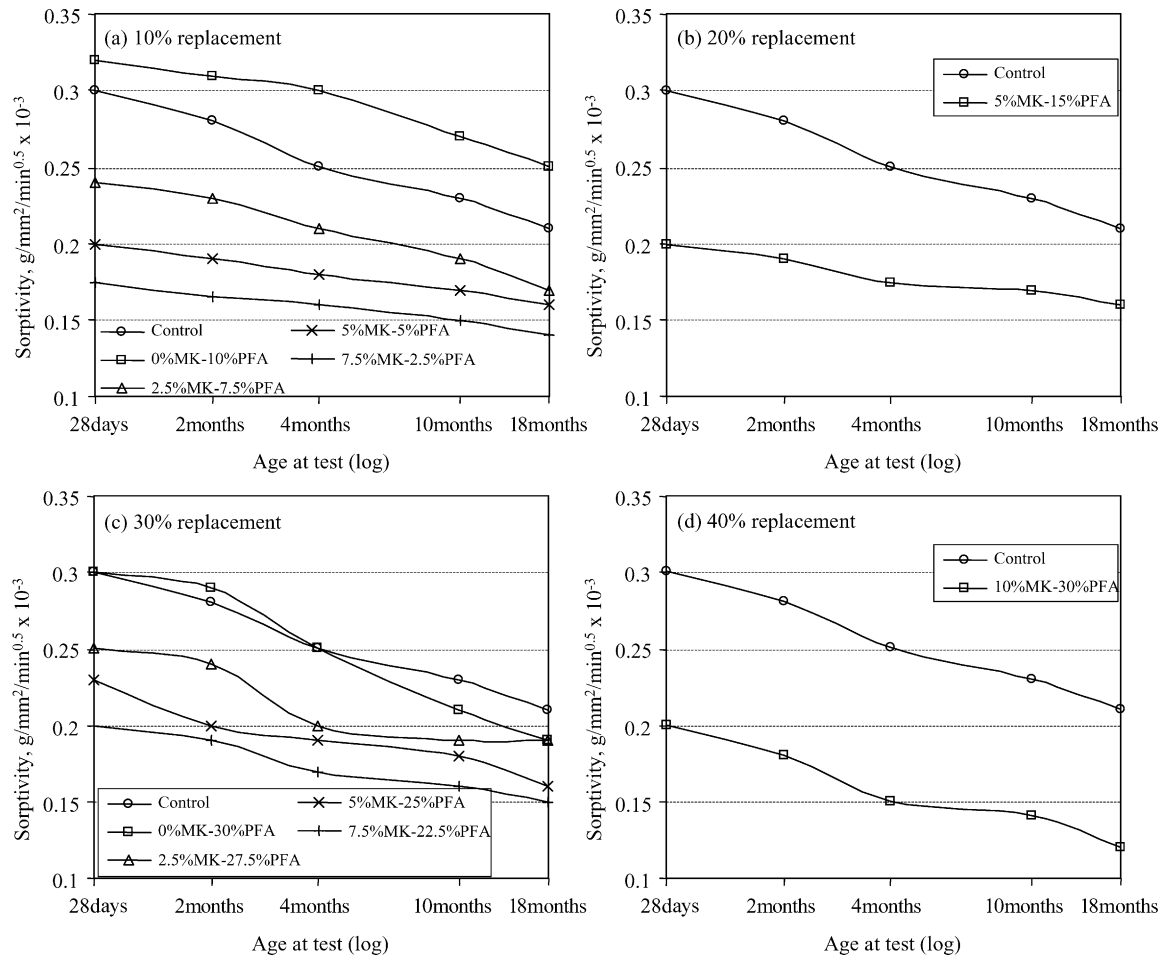 (a) 10% replacement
Sorptivity, g/mm²/min⁰·⁵ x 10⁻³
0.35
0.3
0.25
0.2
0.15
0.1
Control
5%MK-5%PFA
0%MK-10%PFA
7.5%MK-2.5%PFA
2.5%MK-7.5%PFA
28days 2months 4months 10months 18months
Age at test (log)
(b) 20% replacement
Sorptivity, g/mm²/min⁰·⁵ x 10⁻³
0.35
0.3
0.25
0.2
0.15
0.1
Control
5%MK-15%PFA
28days 2months 4months 10months 18months
Age at test (log)
(c) 30% replacement
Sorptivity, g/mm²/min⁰·⁵ x 10⁻³
0.35
0.3
0.25
0.2
0.15
0.1
Control
5%MK-25%PFA
0%MK-30%PFA
7.5%MK-22.5%PFA
2.5%MK-27.5%PFA
28days 2months 4months 10months 18months
Age at test (log)
(d) 40% replacement
Sorptivity, g/mm²/min⁰·⁵ x 10⁻³
0.35
0.3
0.25
0.2
0.15
0.1
Control
10%MK-30%PFA
28days 2months 4months 10months 18months
Age at test (log)